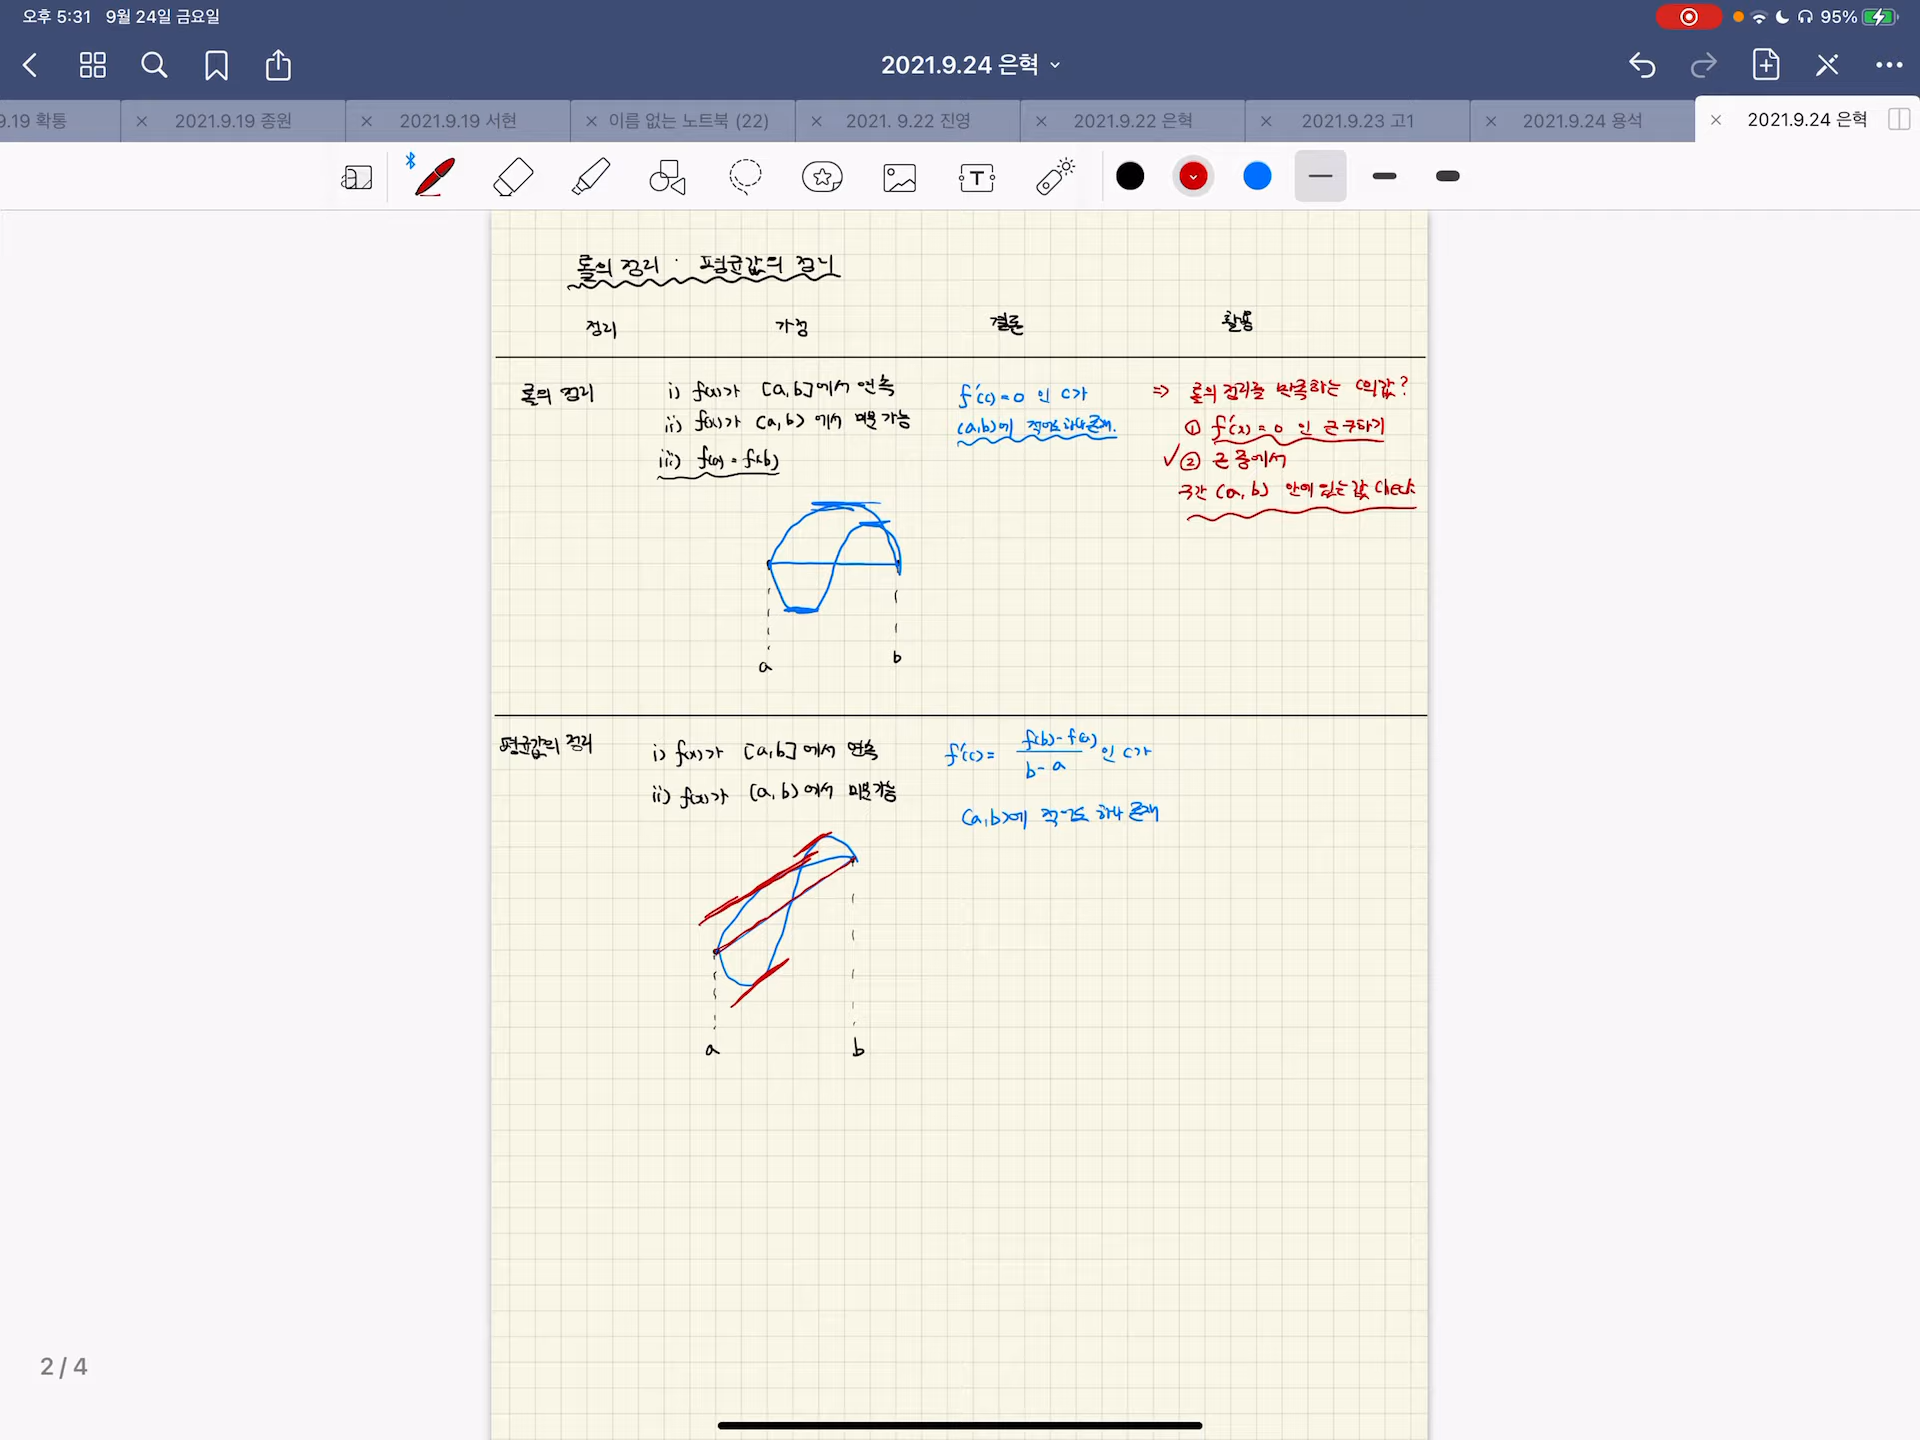 오후 5:31 9월 24일 금요일
95%
2021.9.24 은혁
9.19 확통
2021.9.19 종원
2021.9.19 서현
이름 없는 노트북 (22)
2021. 9.22 진영
2021.9.22 은혁
2021.9.23 고1
2021.9.24 용석
2021.9.24 은혁
롤의 정리 · 평균값의 정리
정리 가정 결론 활용
롤의 정리
i) f(x)가 [a,b]에서 연속
ii) f(x)가 (a,b)에서 미분가능
iii) f(a) = f(b)
f'(c)=0 인 c가
(a,b)에 적어도 하나 존재.
⇒ 롤의 정리를 만족하는 c의 값?
① f'(x)=0 인 근 구하기
✓② 근 중에서
구간 (a,b) 안에 있는 값 check
a b
평균값의 정리
i) f(x)가 [a,b]에서 연속
ii) f(x)가 (a,b)에서 미분가능
f'(c)= f(b)-f(a) / b-a 인 c가
(a,b)에 적어도 하나 존재
a b
2 / 4